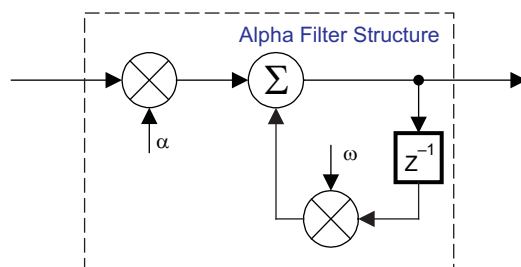 Alpha Filter Structure
Σ
α
ω
Z⁻¹